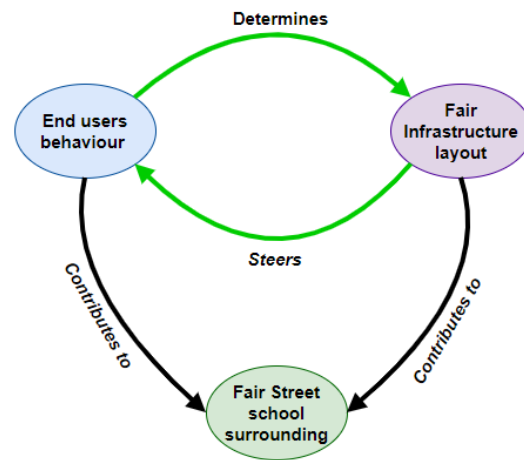 Determines
End users
behaviour
Fair
Infrastructure
layout
Steers
Contributes to
Contributes to
Fair Street
school
surrounding